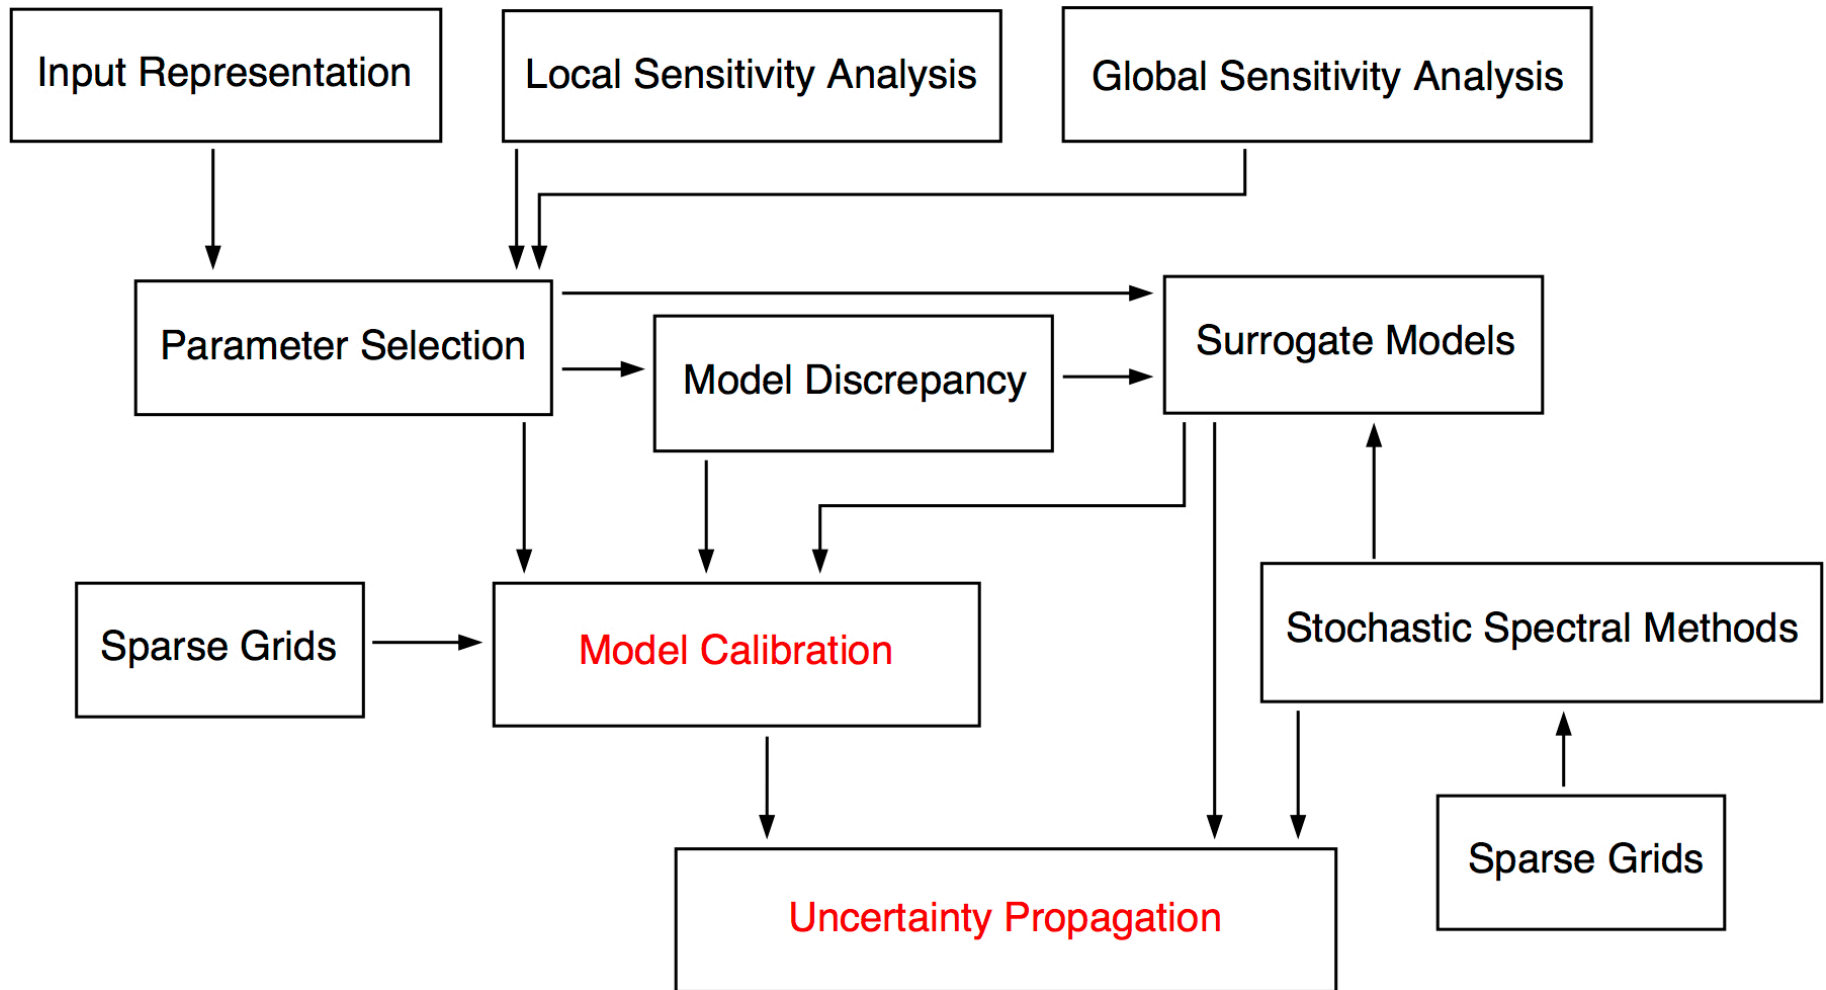 Input Representation
Local Sensitivity Analysis
Global Sensitivity Analysis
Parameter Selection
Model Discrepancy
Surrogate Models
Sparse Grids
Model Calibration
Stochastic Spectral Methods
Sparse Grids
Uncertainty Propagation